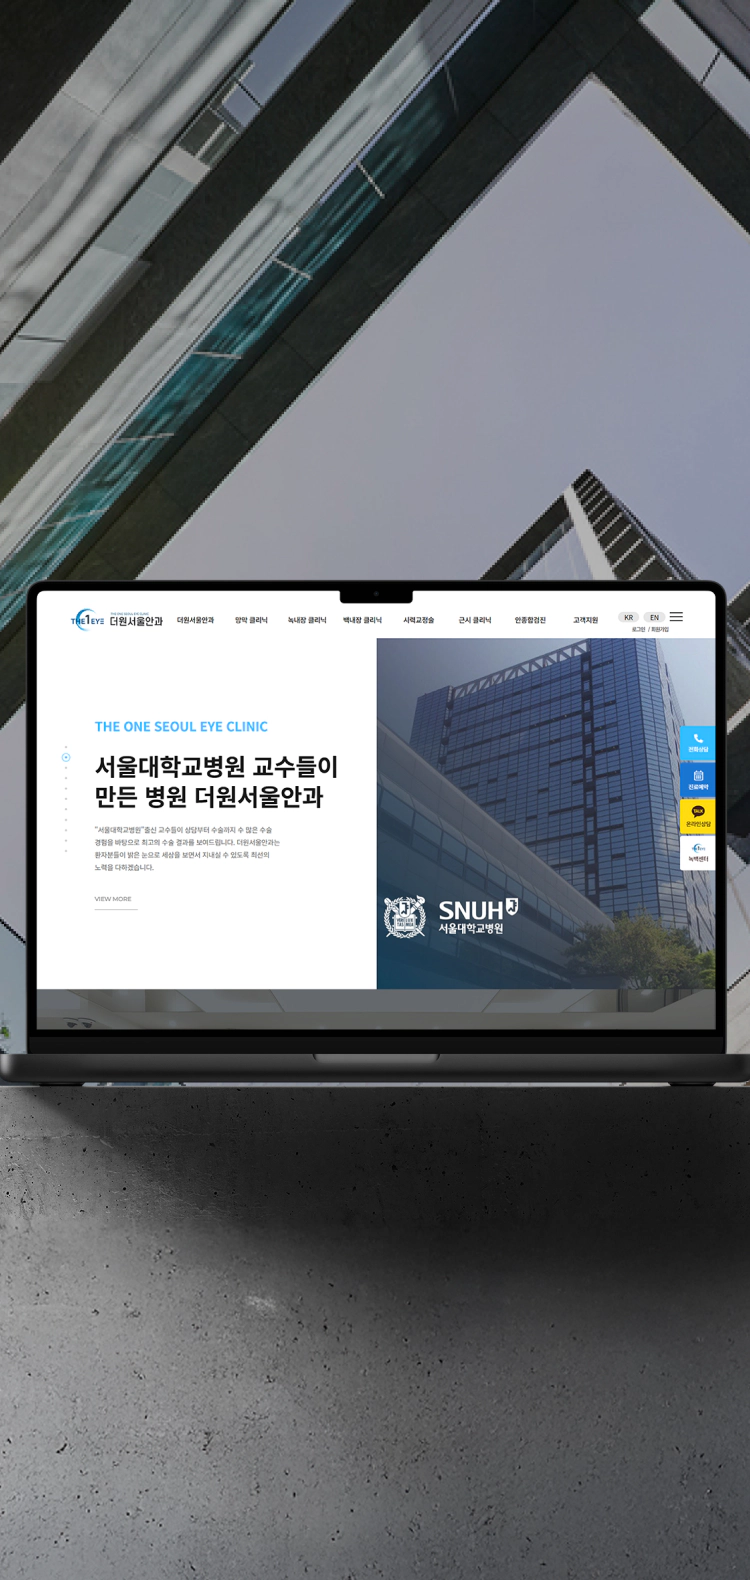 THE1EYE
THE ONE SEOUL EYE CLINIC
더원서울안과
더원서울안과 망막 클리닉 녹내장 클리닉 백내장 클리닉 시력교정술 근시 클리닉 안종합검진 고객지원
KR EN
로그인 / 회원가입
THE ONE SEOUL EYE CLINIC
서울대학교병원 교수들이
만든 병원 더원서울안과
"서울대학교병원"출신 교수들이 상담부터 수술까지 수 많은 수술
경험을 바탕으로 최고의 수술 결과를 보여드립니다. 더원서울안과는
환자분들이 밝은 눈으로 세상을 보면서 지내실 수 있도록 최선의
노력을 다하겠습니다.
VIEW MORE
SNUH
서울대학교병원
전화상담
진료예약
TALK
온라인상담
녹백센터